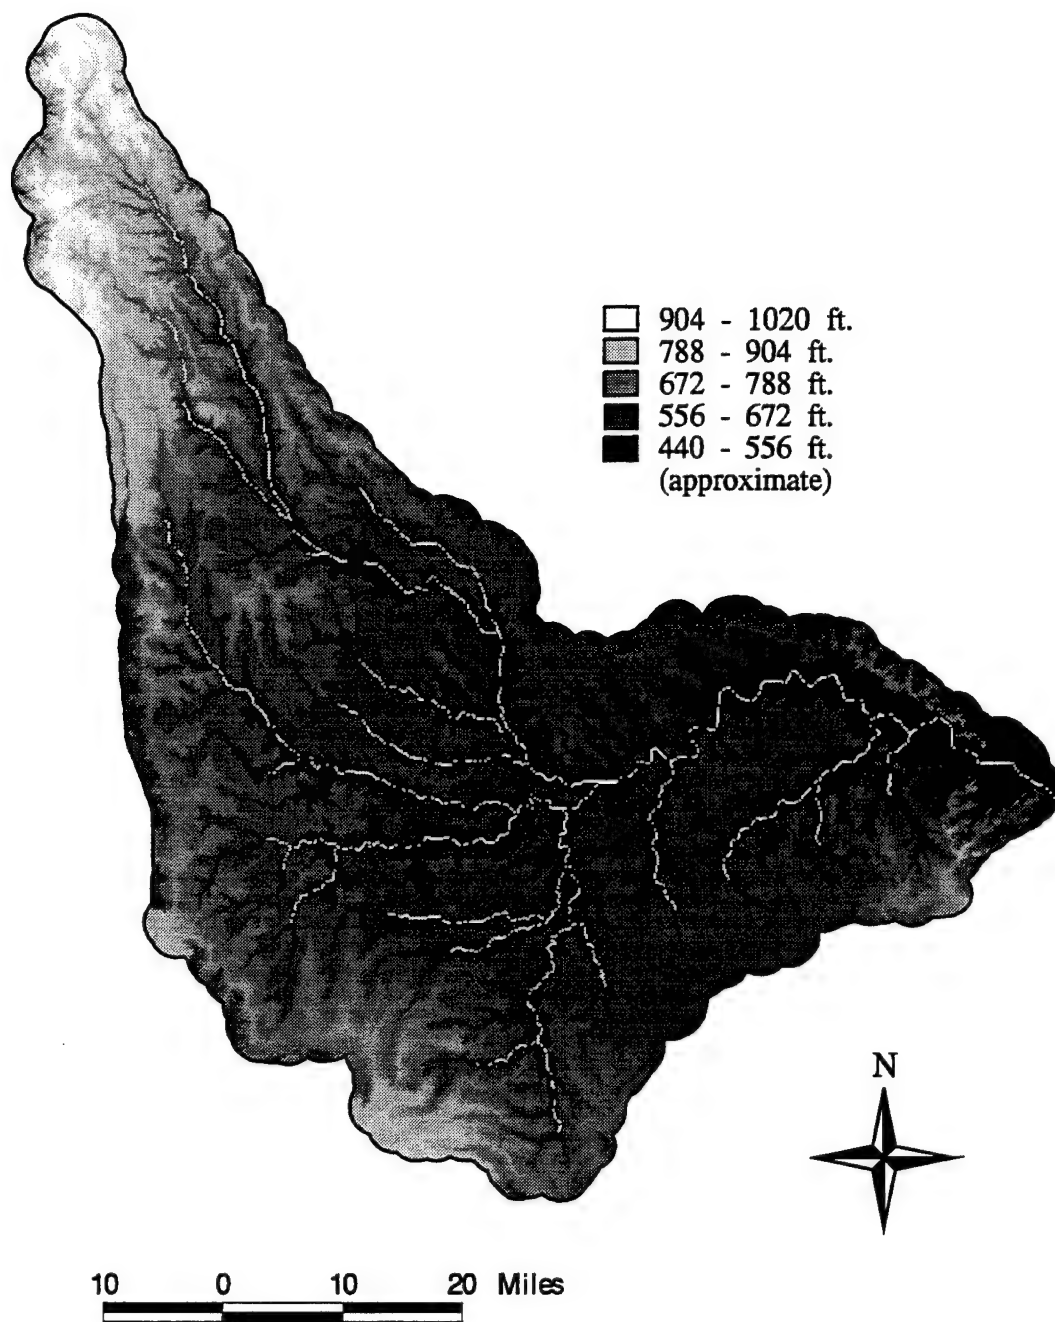 904 - 1020 ft.
788 - 904 ft.
672 - 788 ft.
556 - 672 ft.
440 - 556 ft.
(approximate)
N
10 0 10 20 Miles